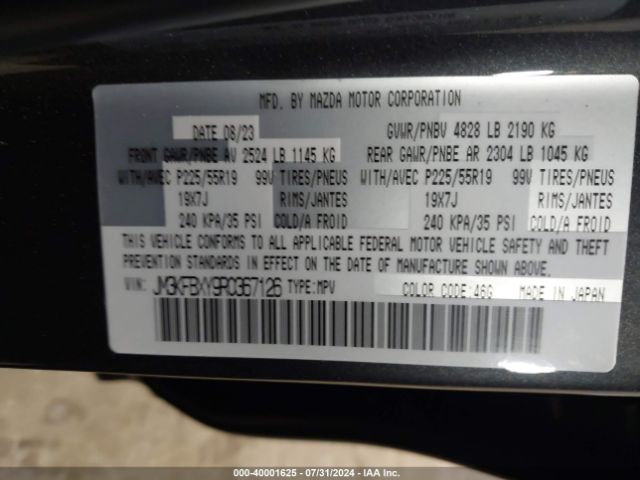 MFD. BY MAZDA MOTOR CORPORATION
DATE 08/23 GVWR/PNBV 4828 LB 2190 KG
FRONT GAWR/PNBE AV 2524 LB 1145 KG REAR GAWR/PNBE AR 2304 LB 1045 KG
WITH/AVEC P225/55R19 99V TIRES/PNEUS WITH/AVEC P225/55R19 99V TIRES/PNEUS
19X7J RIMS/JANTES 19X7J RIMS/JANTES
240 KPA/35 PSI COLD/A FROID 240 KPA/35 PSI COLD/A FROID
THIS VEHICLE CONFORMS TO ALL APPLICABLE FEDERAL MOTOR VEHICLE SAFETY AND THEFT
PREVENTION STANDARDS IN EFFECT ON THE DATE OF MANUFACTURE SHOWN ABOVE.
VIN: JM3KFBXY9P0367126 TYPE:MPV COLOR CODE:46G MADE IN JAPAN
000-40001625 - 07/31/2024 - IAA Inc.